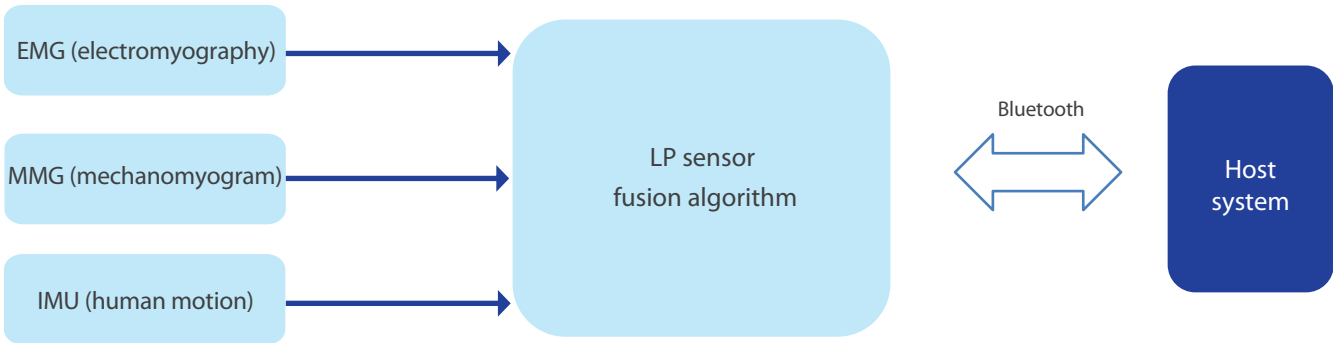 EMG (electromyography)
MMG (mechanomyogram)
IMU (human motion)
LP sensor
fusion algorithm
Bluetooth
Host
system